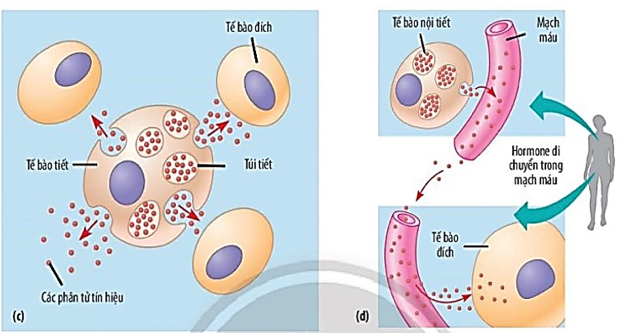 Tế bào đích
Tế bào tiết
Túi tiết
Các phân tử tín hiệu
(c)
Tế bào nội tiết
Mạch
máu
Hormone di
chuyển trong
mạch máu
Tế bào
đích
(d)